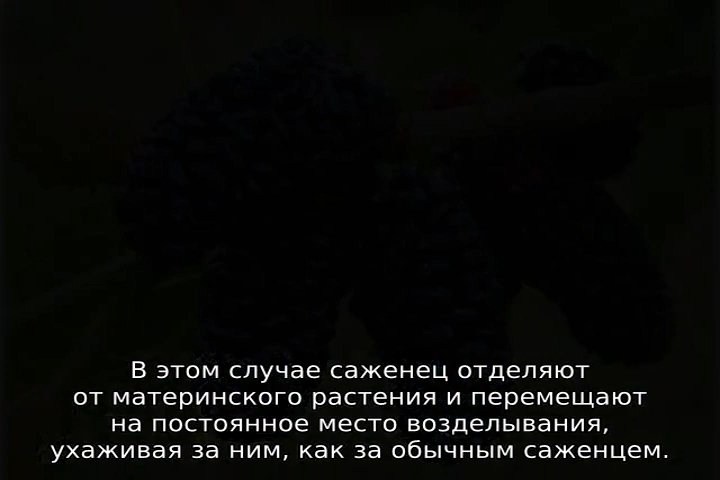 В этом случае саженец отделяют
от материнского растения и перемещают
на постоянное место возделывания,
ухаживая за ним, как за обычным саженцем.